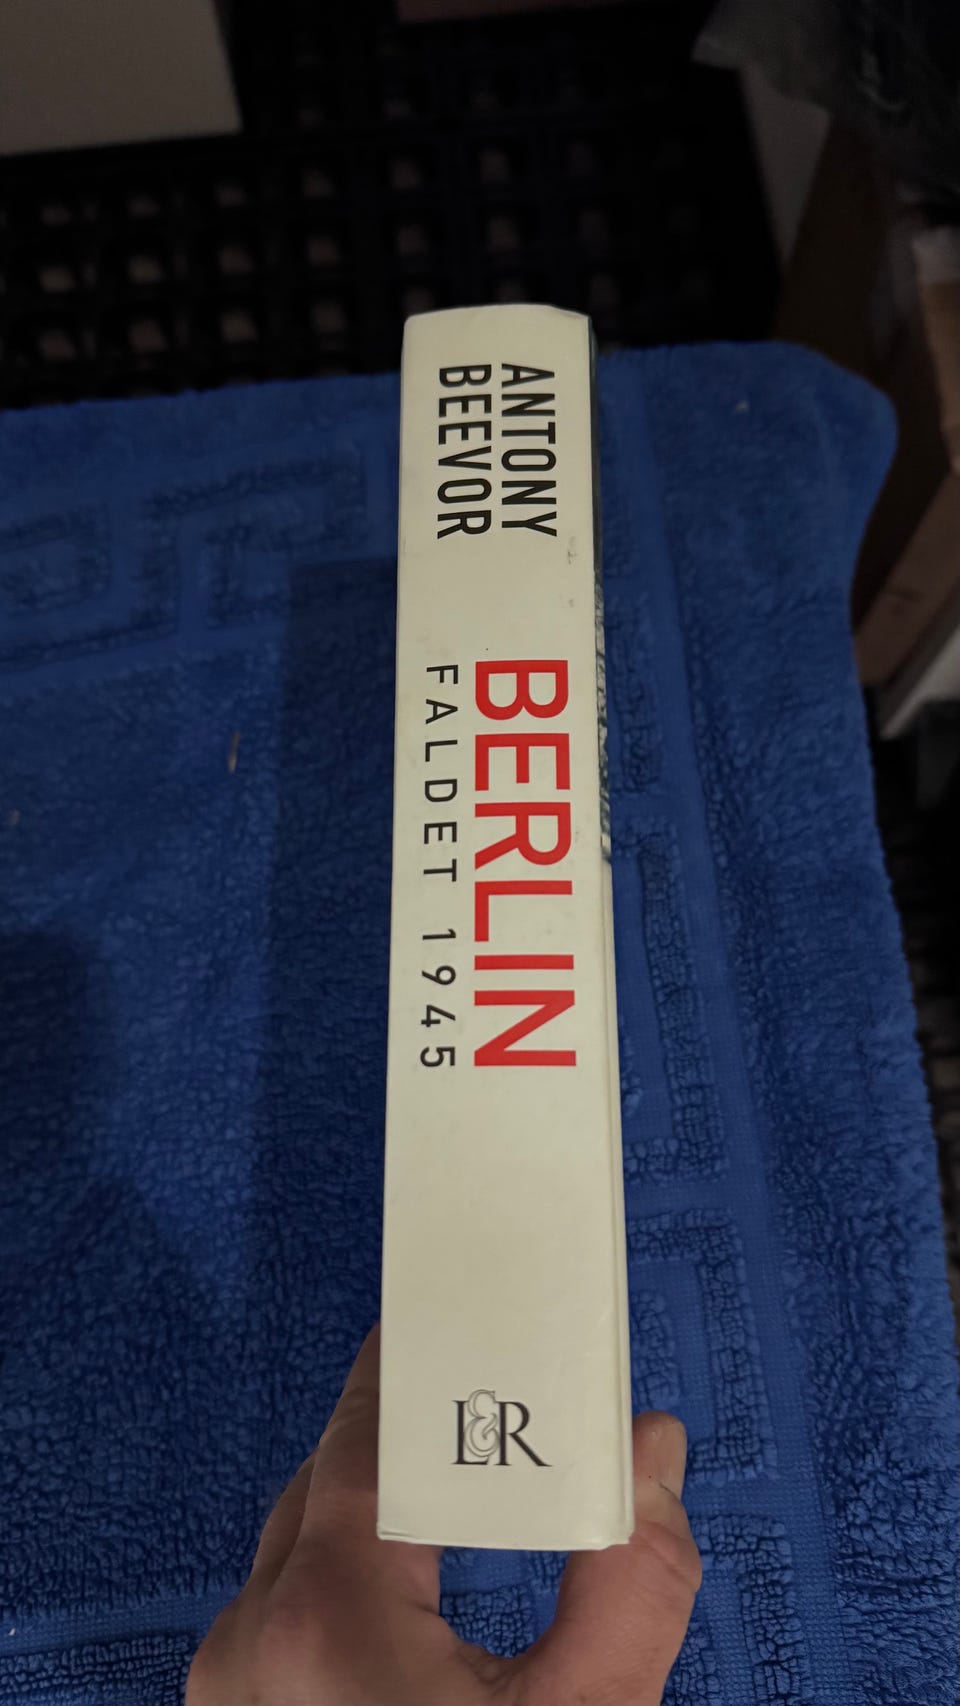 ANTONY
BEEVOR
BERLIN
FALDET 1945
L&R